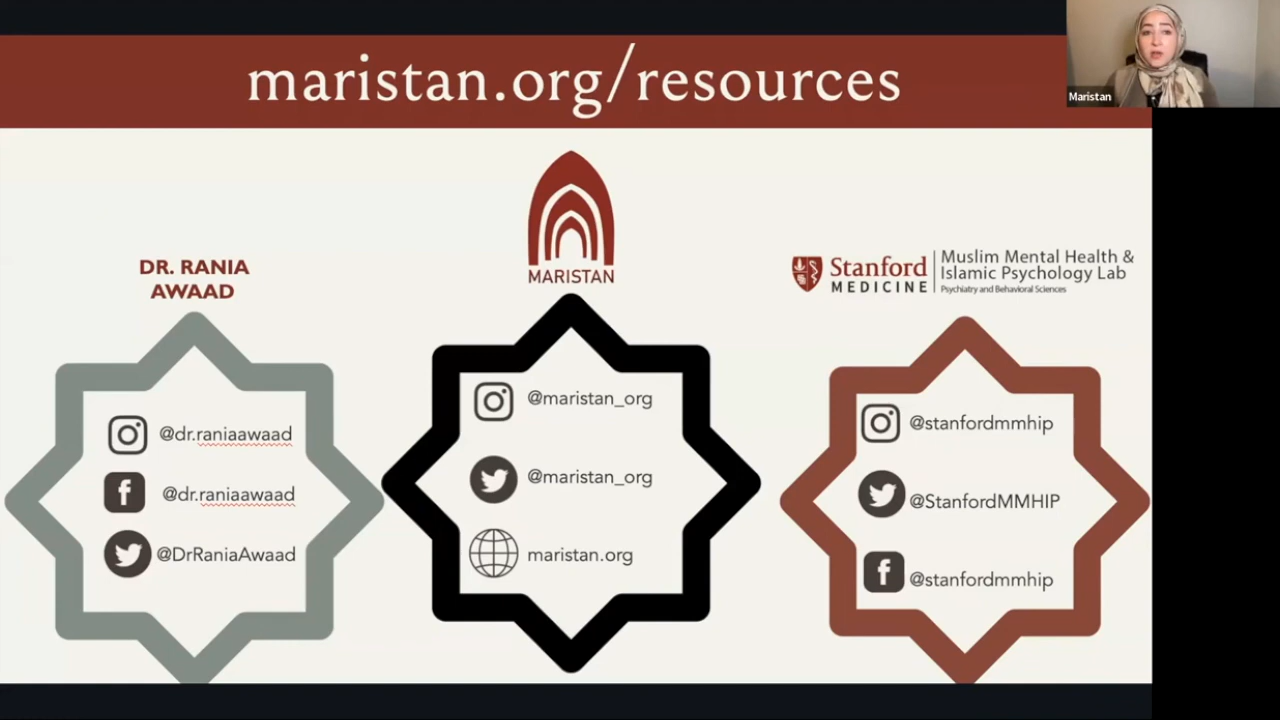 maristan.org/resources
Maristan
MARISTAN
DR. RANIA
AWAAD
@dr.raniaawaad
@dr.raniaawaad
@DrRaniaAwaad
@maristan_org
@maristan_org
maristan.org
Stanford
MEDICINE
Muslim Mental Health &
Islamic Psychology Lab
Psychiatry and Behavioral Sciences
@stanfordmmhip
@StanfordMMHIP
@stanfordmmhip